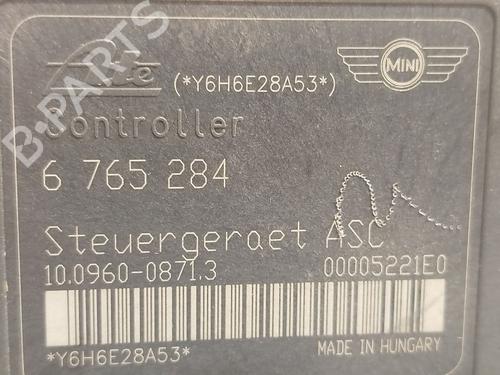 (*Y6H6E28A53*)
MINI
B-PARTS
Controller
6 765 284
Steuergeraet ASC
10.0960-0871.3
00005221E0
*Y6H6E28A53*
MADE IN HUNGARY